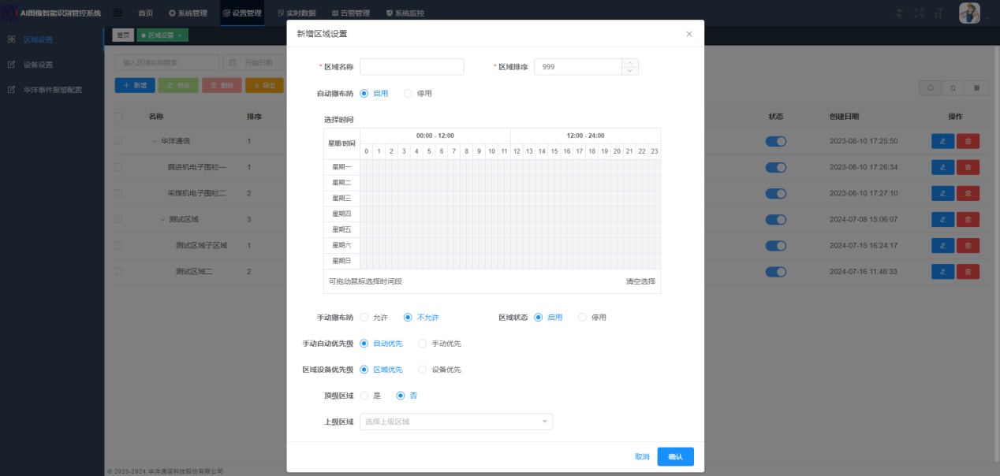 AI图像智能识别管控系统
首页 系统管理 设置管理 实时数据 告警管理 系统监控
区域设置
设备设置
华洋事件报警配置
首页 区域设置 ×
输入区域名称搜索 开始日期
新增 修改 删除 导出
名称 排序 状态 创建日期 操作
华洋通信 1 2023-08-10 17:25:50
掘进机电子围栏一 1 2023-08-10 17:26:34
采煤机电子围栏二 2 2023-08-10 17:27:10
测试区域 3 2024-07-08 15:06:07
测试区域子区域 1 2024-07-15 16:24:17
测试区域二 2 2024-07-16 11:48:33
© 2023-2024 华洋通信科技股份有限公司
新增区域设置
* 区域名称 * 区域排序 999
自动撤布防 启用 停用
选择时间
星期/时间 00:00 - 12:00 12:00 - 24:00
0 1 2 3 4 5 6 7 8 9 10 11 12 13 14 15 16 17 18 19 20 21 22 23
星期一
星期二
星期三
星期四
星期五
星期六
星期日
可拖动鼠标选择时间段 清空选择
手动撤布防 允许 不允许 区域状态 启用 停用
手动自动优先级 自动优先 手动优先
区域设备优先级 区域优先 设备优先
顶级区域 是 否
上级区域 选择上级区域
取消 确认